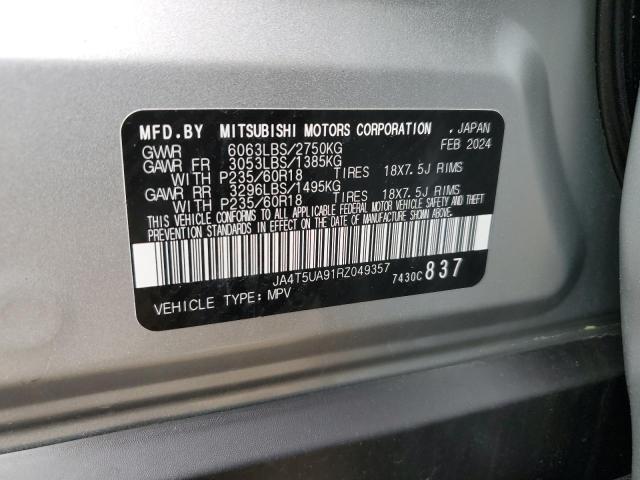 MFD.BY MITSUBISHI MOTORS CORPORATION , JAPAN
GWWR 6063LBS/2750KG FEB 2024
GAWR FR 3053LBS/1385KG
WITH P235/60R18 TIRES 18X7.5J RIMS
GAWR RR 3296LBS/1495KG
WITH P235/60R18 TIRES 18X7.5J RIMS
THIS VEHICLE CONFORMS TO ALL APPLICABLE FEDERAL MOTOR VEHICLE SAFETY AND THEFT
PREVENTION STANDARDS IN EFFECT ON THE DATE OF MANUFACTURE SHOWN ABOVE.
JA4T5UA91RZ049357
7430C 837
VEHICLE TYPE: MPV